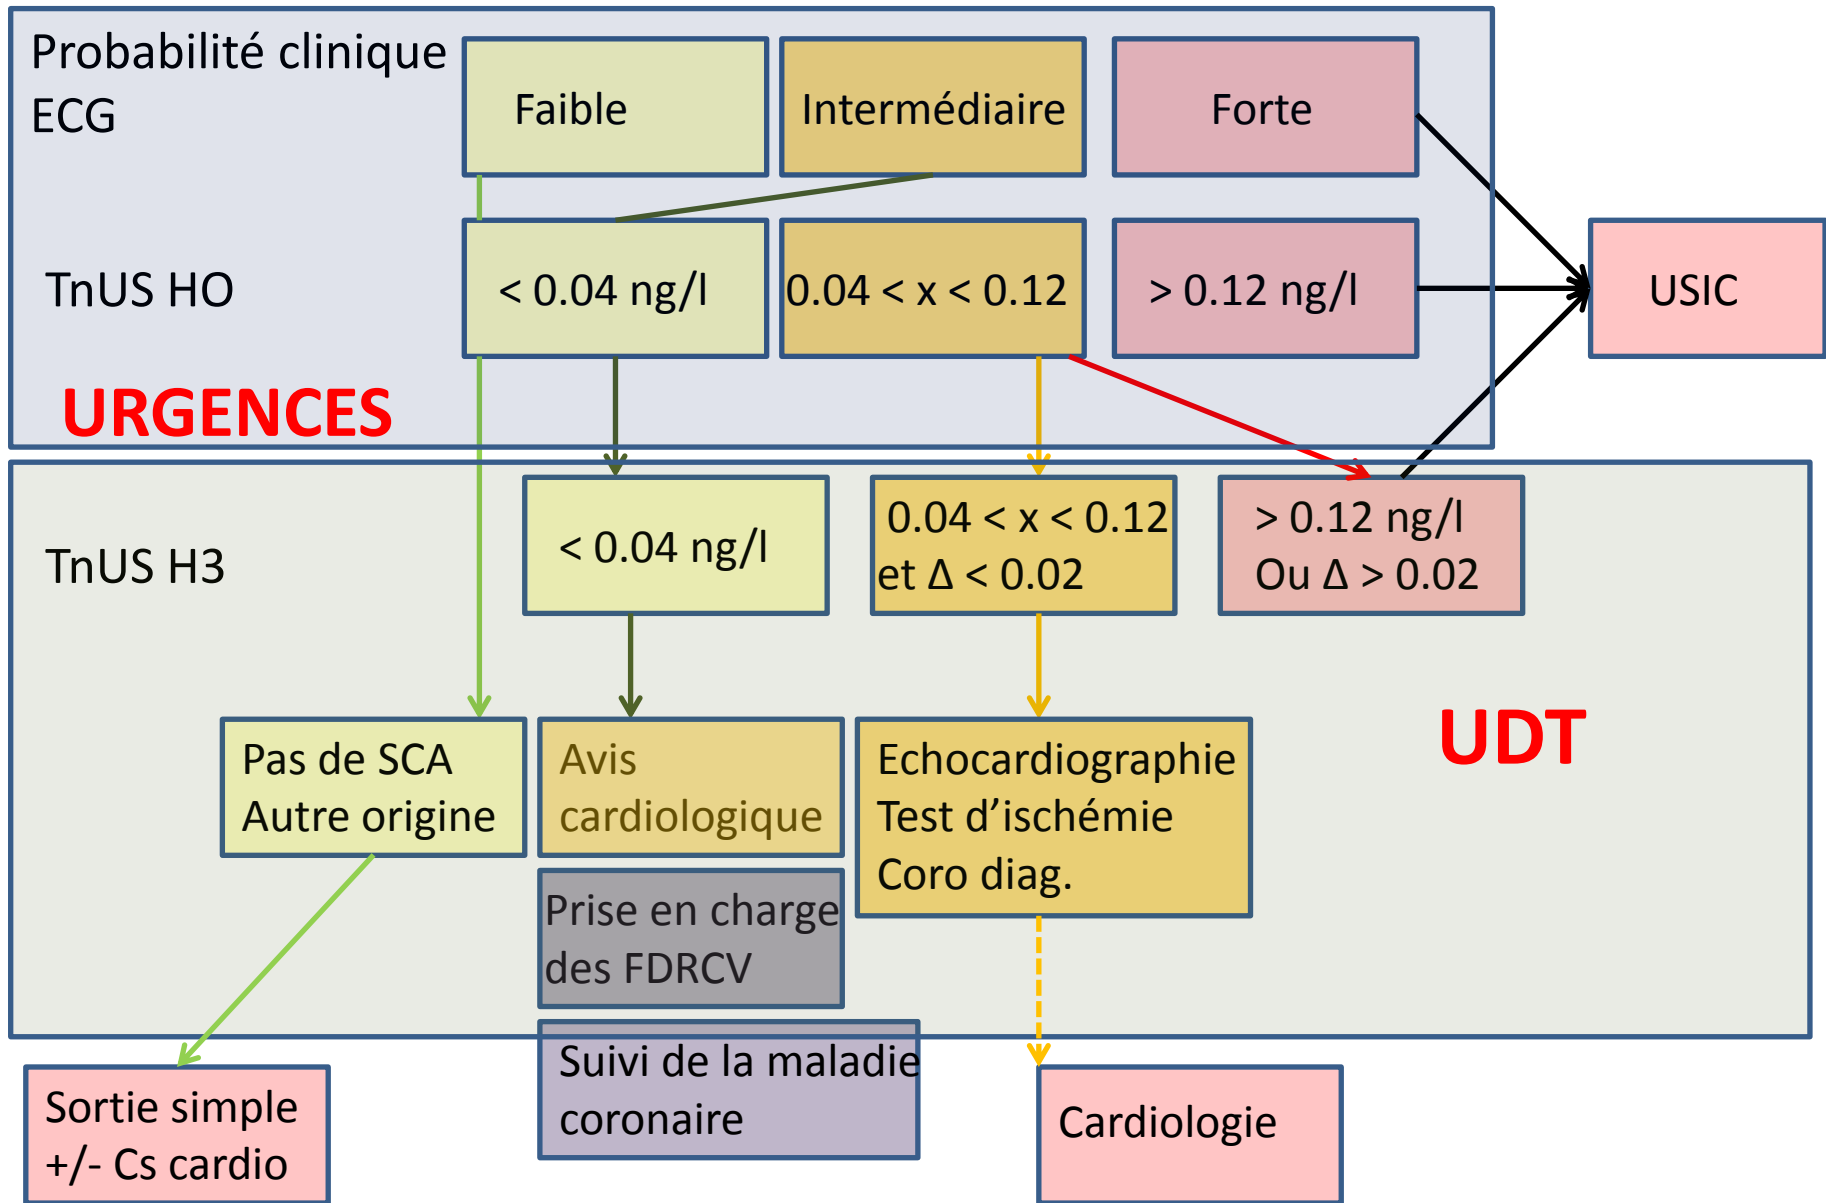 Probabilité clinique
ECG
Faible
Intermédiaire
Forte
TnUS HO
< 0.04 ng/l
0.04 < x < 0.12
> 0.12 ng/l
USIC
URGENCES
TnUS H3
< 0.04 ng/l
0.04 < x < 0.12
et Δ < 0.02
> 0.12 ng/l
Ou Δ > 0.02
UDT
Pas de SCA
Autre origine
Avis
cardiologique
Echocardiographie
Test d’ischémie
Coro diag.
Prise en charge
des FDRCV
Suivi de la maladie
coronaire
Sortie simple
+/- Cs cardio
Cardiologie